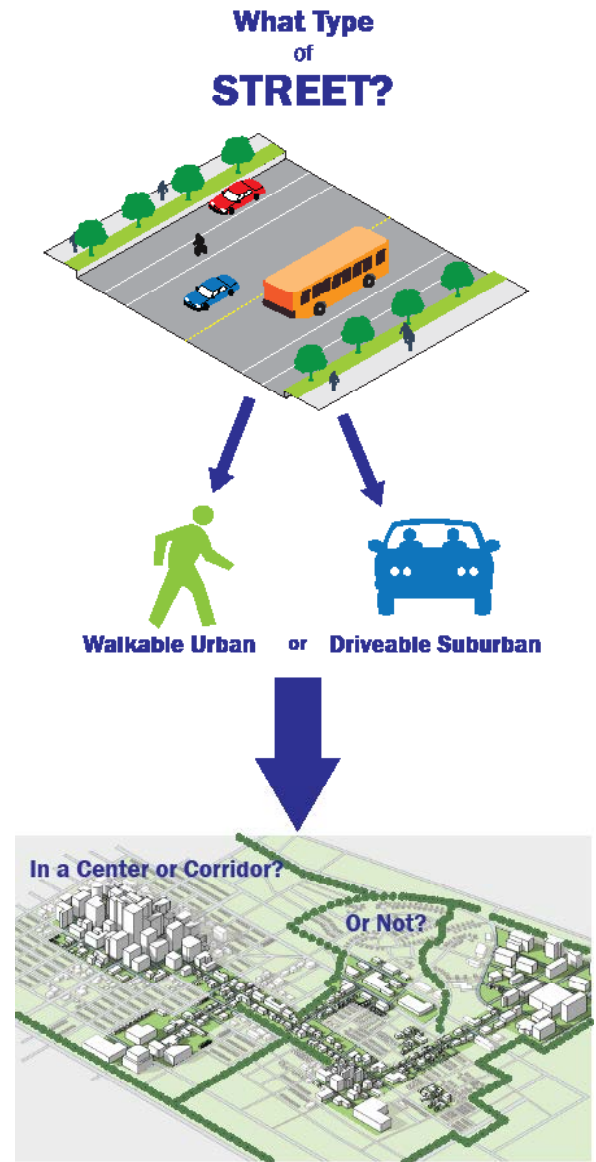 What Type
of
STREET?
Walkable Urban or Driveable Suburban
In a Center or Corridor?
Or Not?